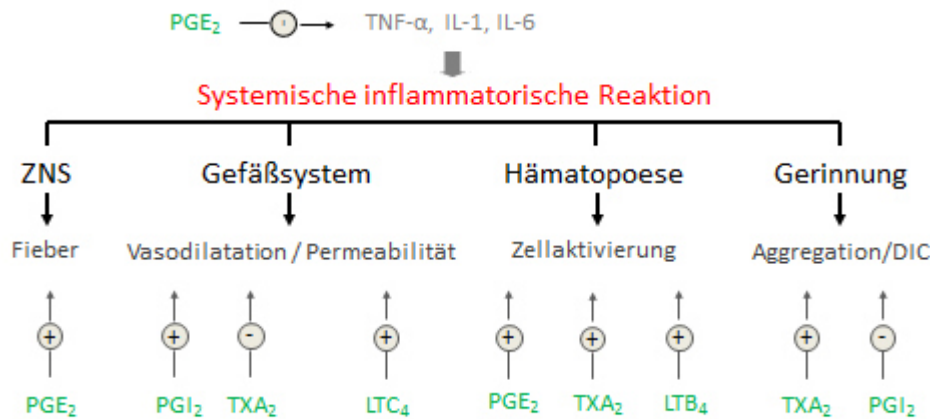 PGE₂ - TNF-α, IL-1, IL-6
Systemische inflammatorische Reaktion
ZNS Gefäßsystem Hämatopoese Gerinnung
Fieber Vasodilatation / Permeabilität Zellaktivierung Aggregation/DIC
+ + - + + + + + -
PGE₂ PGI₂ TXA₂ LTC₄ PGE₂ TXA₂ LTB₄ TXA₂ PGI₂